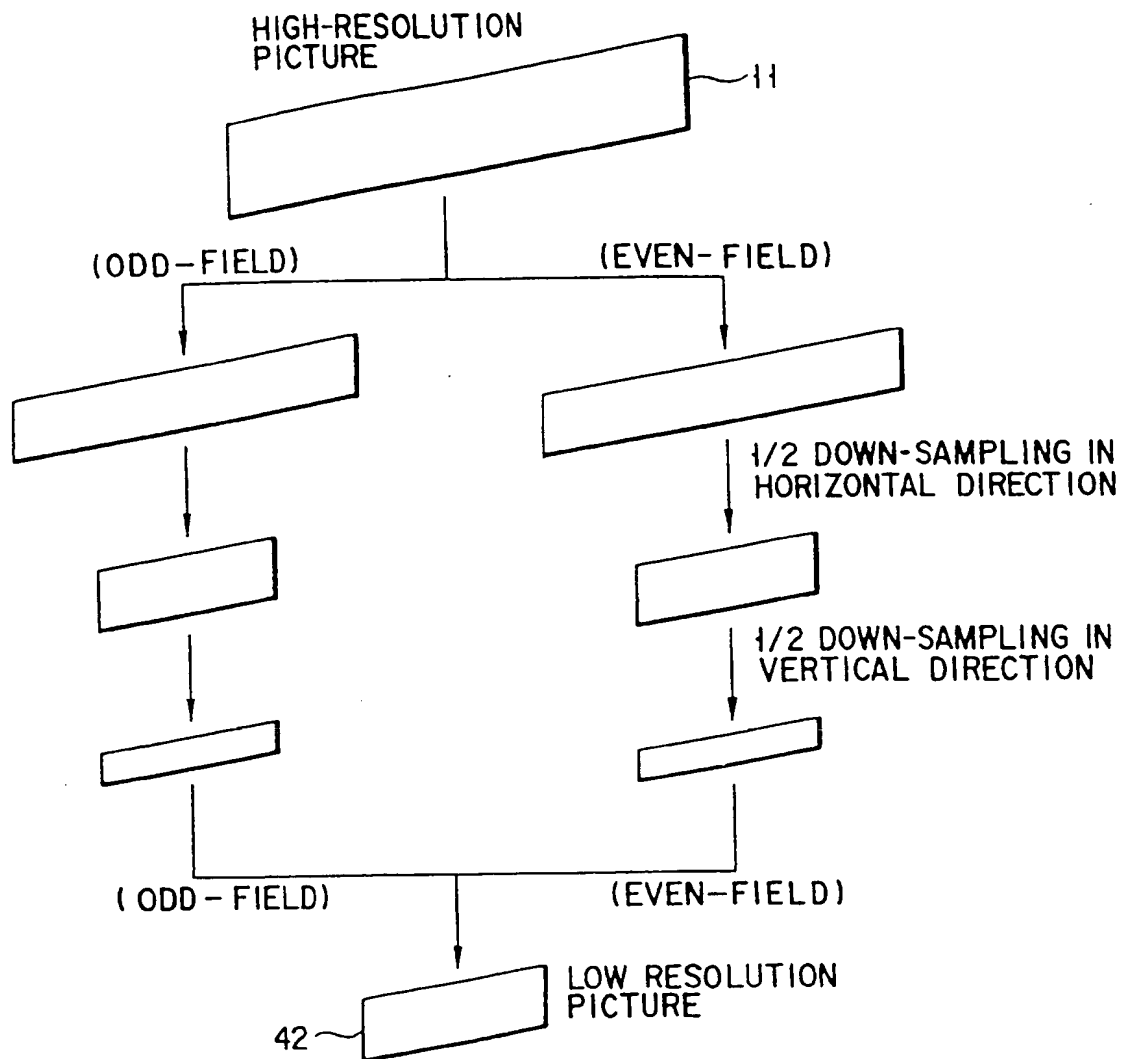 HIGH-RESOLUTION
PICTURE
11
(ODD-FIELD)
(EVEN-FIELD)
1/2 DOWN-SAMPLING IN
HORIZONTAL DIRECTION
1/2 DOWN-SAMPLING IN
VERTICAL DIRECTION
(ODD-FIELD)
(EVEN-FIELD)
LOW RESOLUTION
PICTURE
42